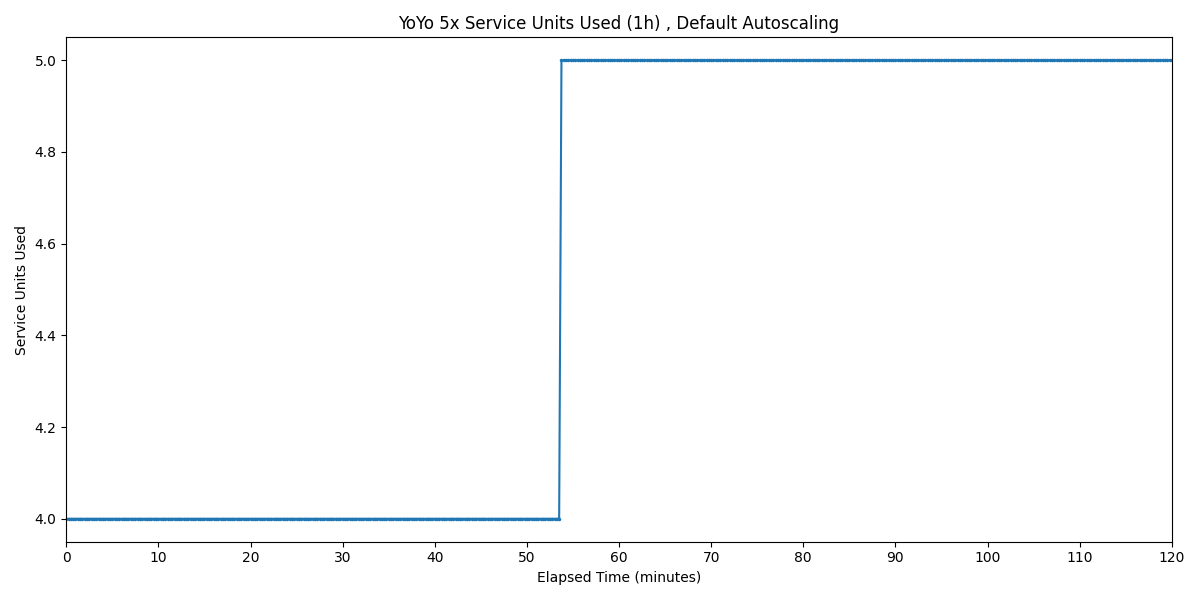 YoYo 5x Service Units Used (1h) , Default Autoscaling
5.0
4.8
4.6
4.4
4.2
4.0
Service Units Used
0 10 20 30 40 50 60 70 80 90 100 110 120
Elapsed Time (minutes)